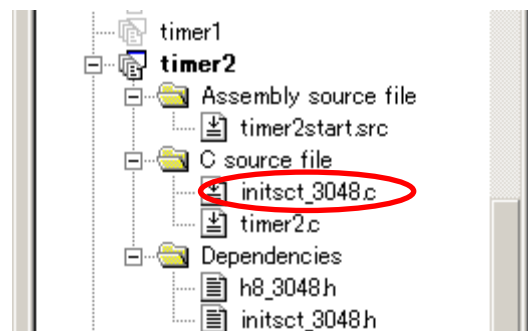 timer1
timer2
Assembly source file
timer2start.src
C source file
initsct_3048.c
timer2.c
Dependencies
h8_3048.h
initsct_3048.h